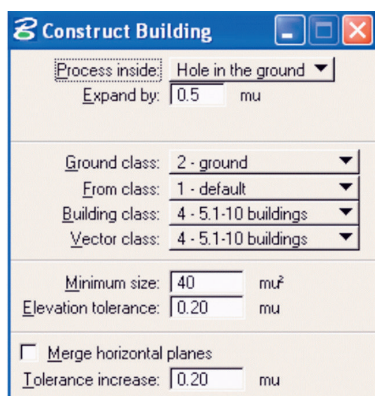 Construct Building
Process inside: Hole in the ground
Expand by: 0.5 mu
Ground class: 2 - ground
From class: 1 - default
Building class: 4 - 5.1-10 buildings
Vector class: 4 - 5.1-10 buildings
Minimum size: 40 mu²
Elevation tolerance: 0.20 mu
Merge horizontal planes
Tolerance increase: 0.20 mu